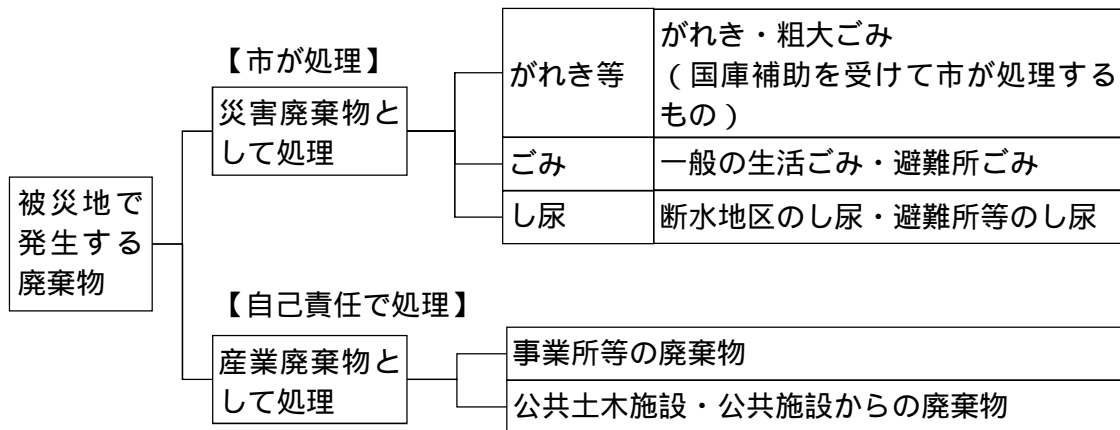 被災地で
発生する
廃棄物
【市が処理】
災害廃棄物と
して処理
がれき等
がれき・粗大ごみ
（国庫補助を受けて市が処理する
もの）
ごみ
一般の生活ごみ・避難所ごみ
し尿
断水地区のし尿・避難所等のし尿
【自己責任で処理】
産業廃棄物と
して処理
事業所等の廃棄物
公共土木施設・公共施設からの廃棄物